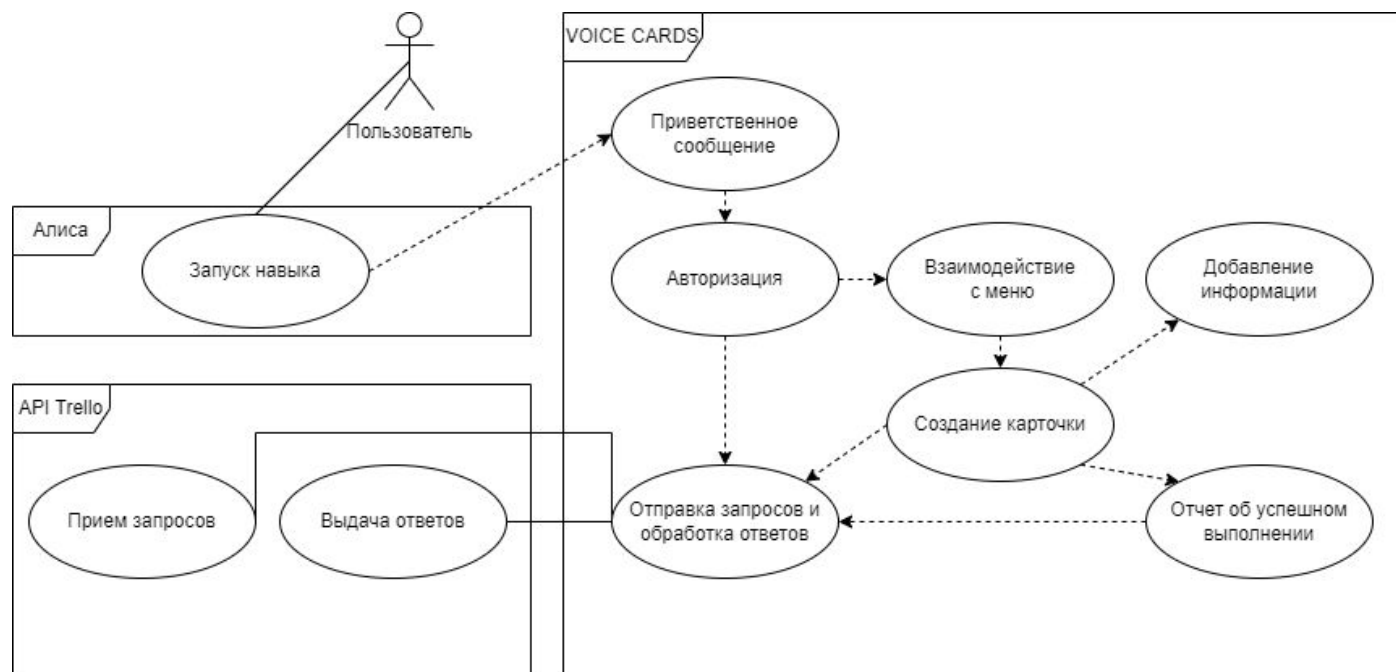 VOICE CARDS
Пользователь
Приветственное
сообщение
Алиса
Запуск навыка
Авторизация
Взаимодействие
с меню
Добавление
информации
API Trello
Создание карточки
Прием запросов
Выдача ответов
Отправка запросов и
обработка ответов
Отчет об успешном
выполнении